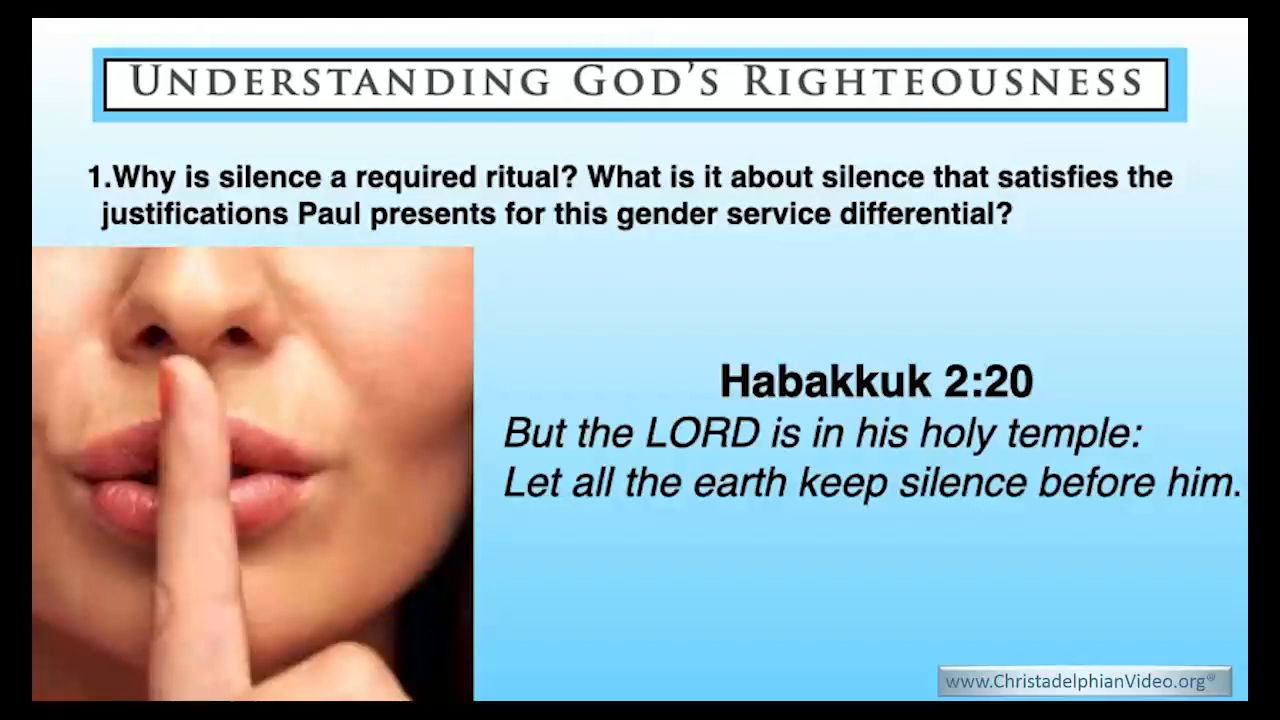 UNDERSTANDING GOD'S RIGHTEOUSNESS
1.Why is silence a required ritual? What is it about silence that satisfies the
justifications Paul presents for this gender service differential?
Habakkuk 2:20
But the LORD is in his holy temple:
Let all the earth keep silence before him.
www.ChristadelphianVideo.org®